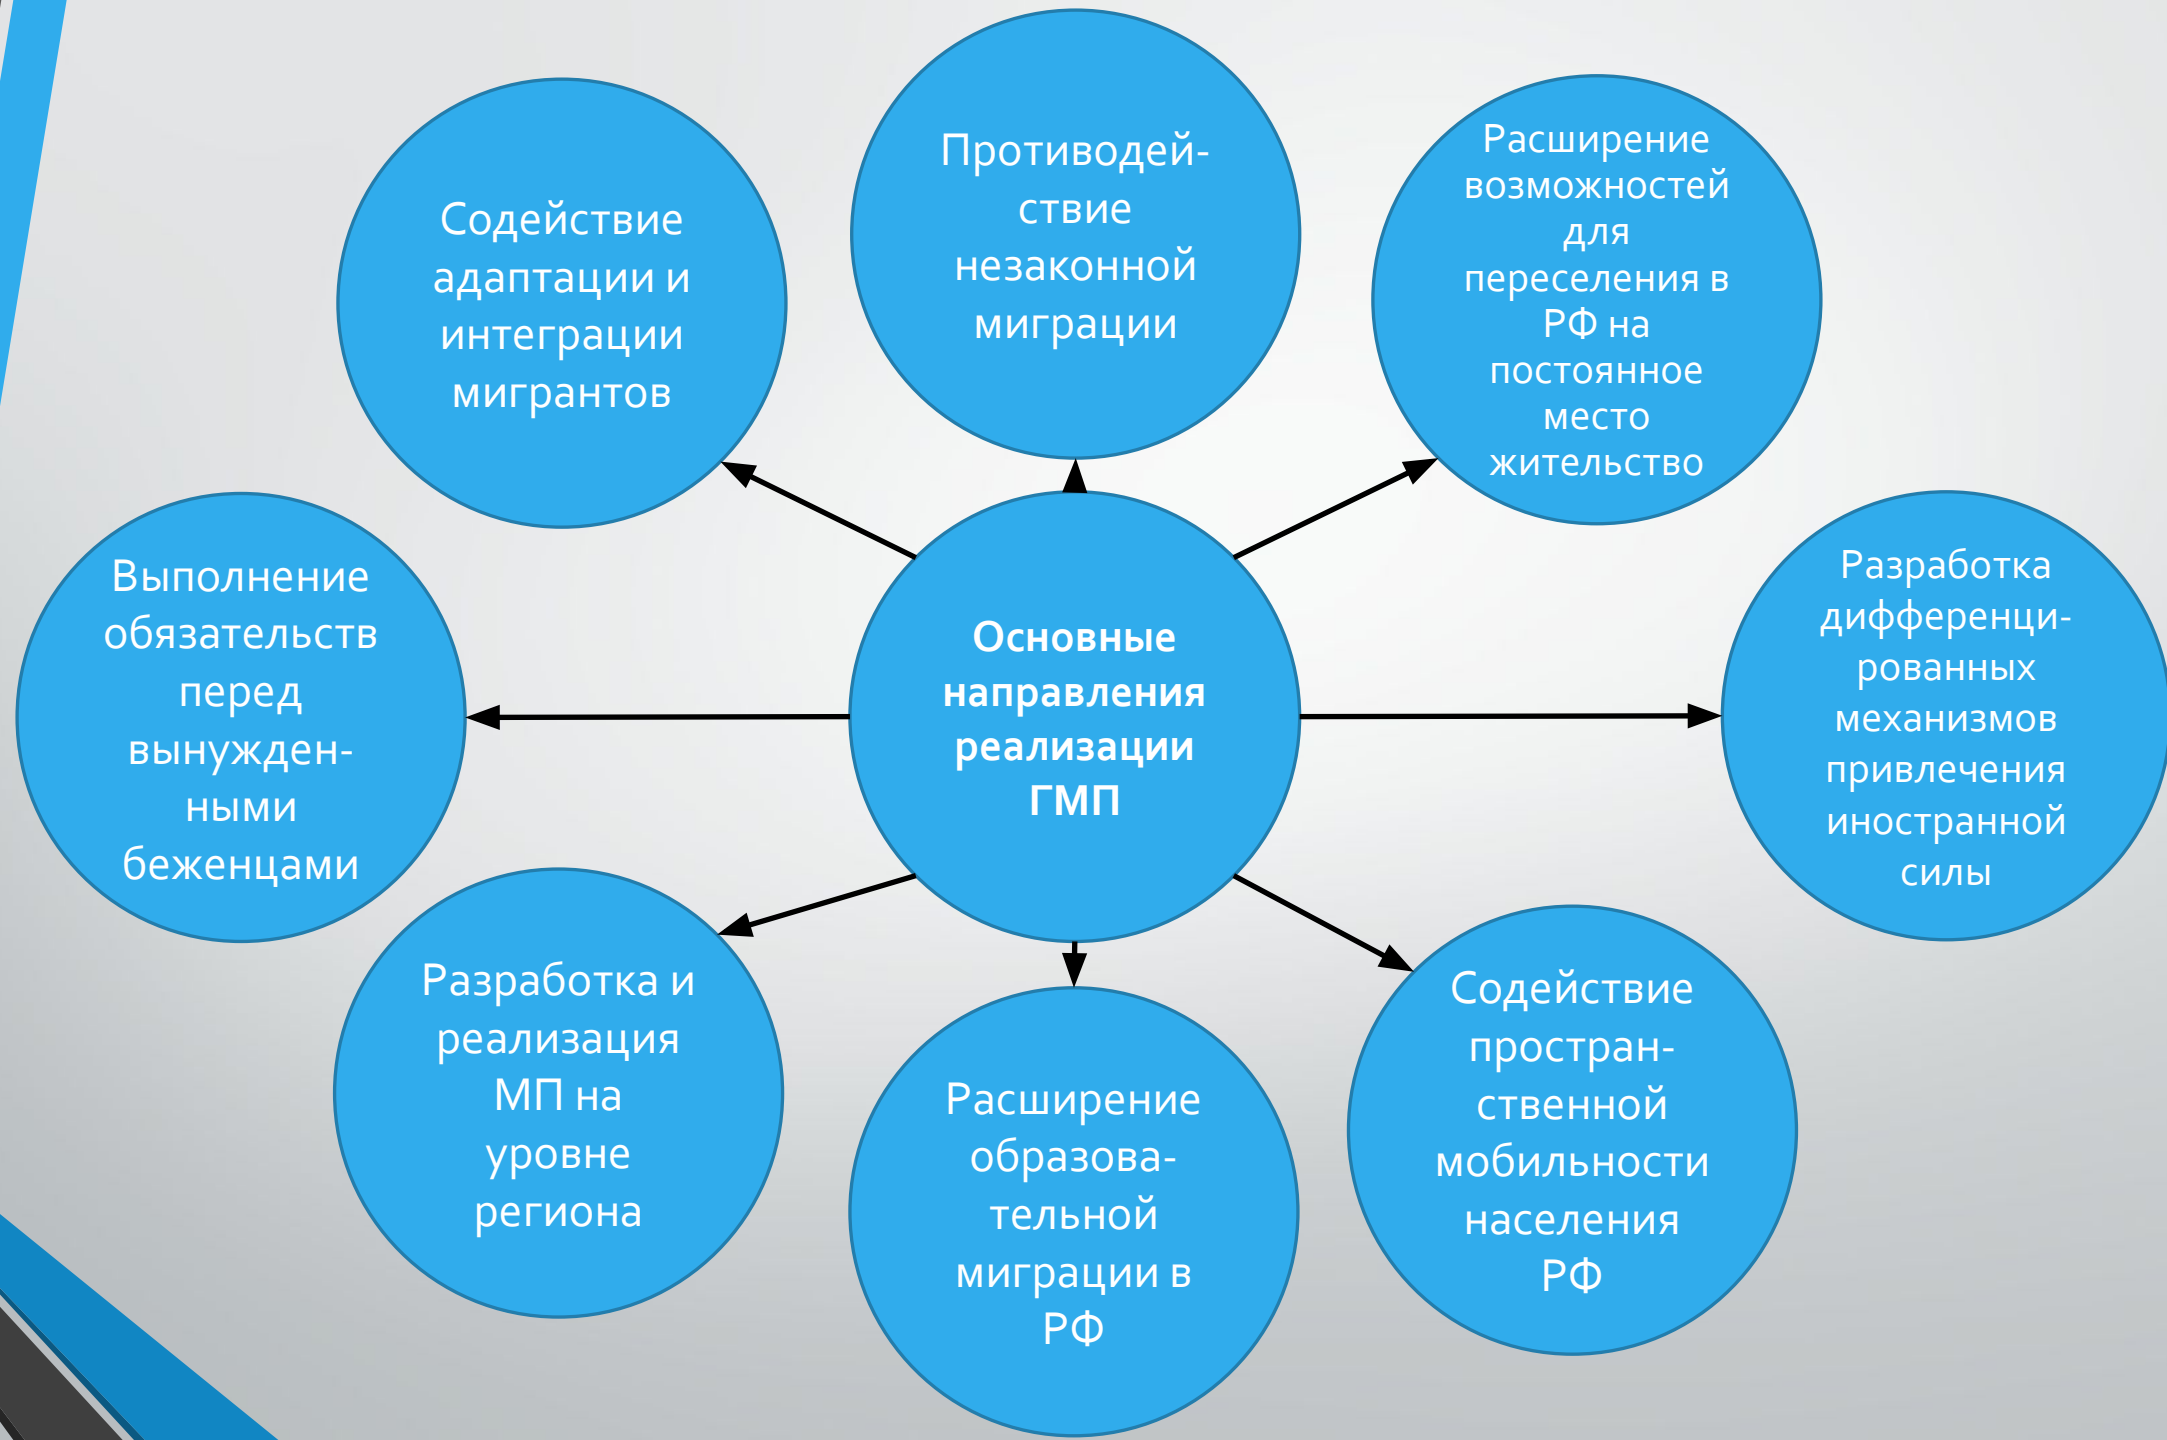 Противодей-
ствие
незаконной
миграции
Содействие
адаптации и
интеграции
мигрантов
Расширение
возможностей
для
переселения в
РФ на
постоянное
место
жительство
Выполнение
обязательств
перед
вынужден-
ными
беженцами
Основные
направления
реализации
ГМП
Разработка
дифференци-
рованных
механизмов
привлечения
иностранной
силы
Разработка и
реализация
МП на
уровне
региона
Расширение
образова-
тельной
миграции в
РФ
Содействие
простран-
ственной
мобильности
населения
РФ